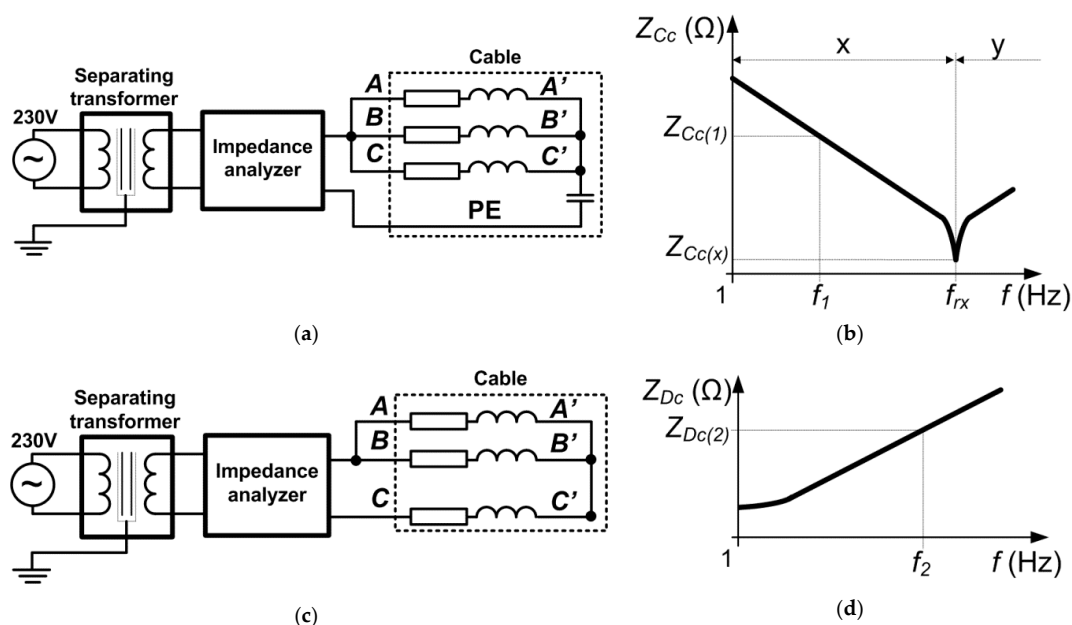 Separating
transformer
230V
~
Impedance
analyzer
Cable
A A’
B B’
C C’
PE
(a)
Z_Cc (Ω)
x y
Z_Cc(1)
Z_Cc(x)
1 f_1 f_rx f (Hz)
(b)
Separating
transformer
230V
~
Impedance
analyzer
Cable
A A’
B B’
C C’
(c)
Z_Dc (Ω)
Z_Dc(2)
1 f_2 f (Hz)
(d)